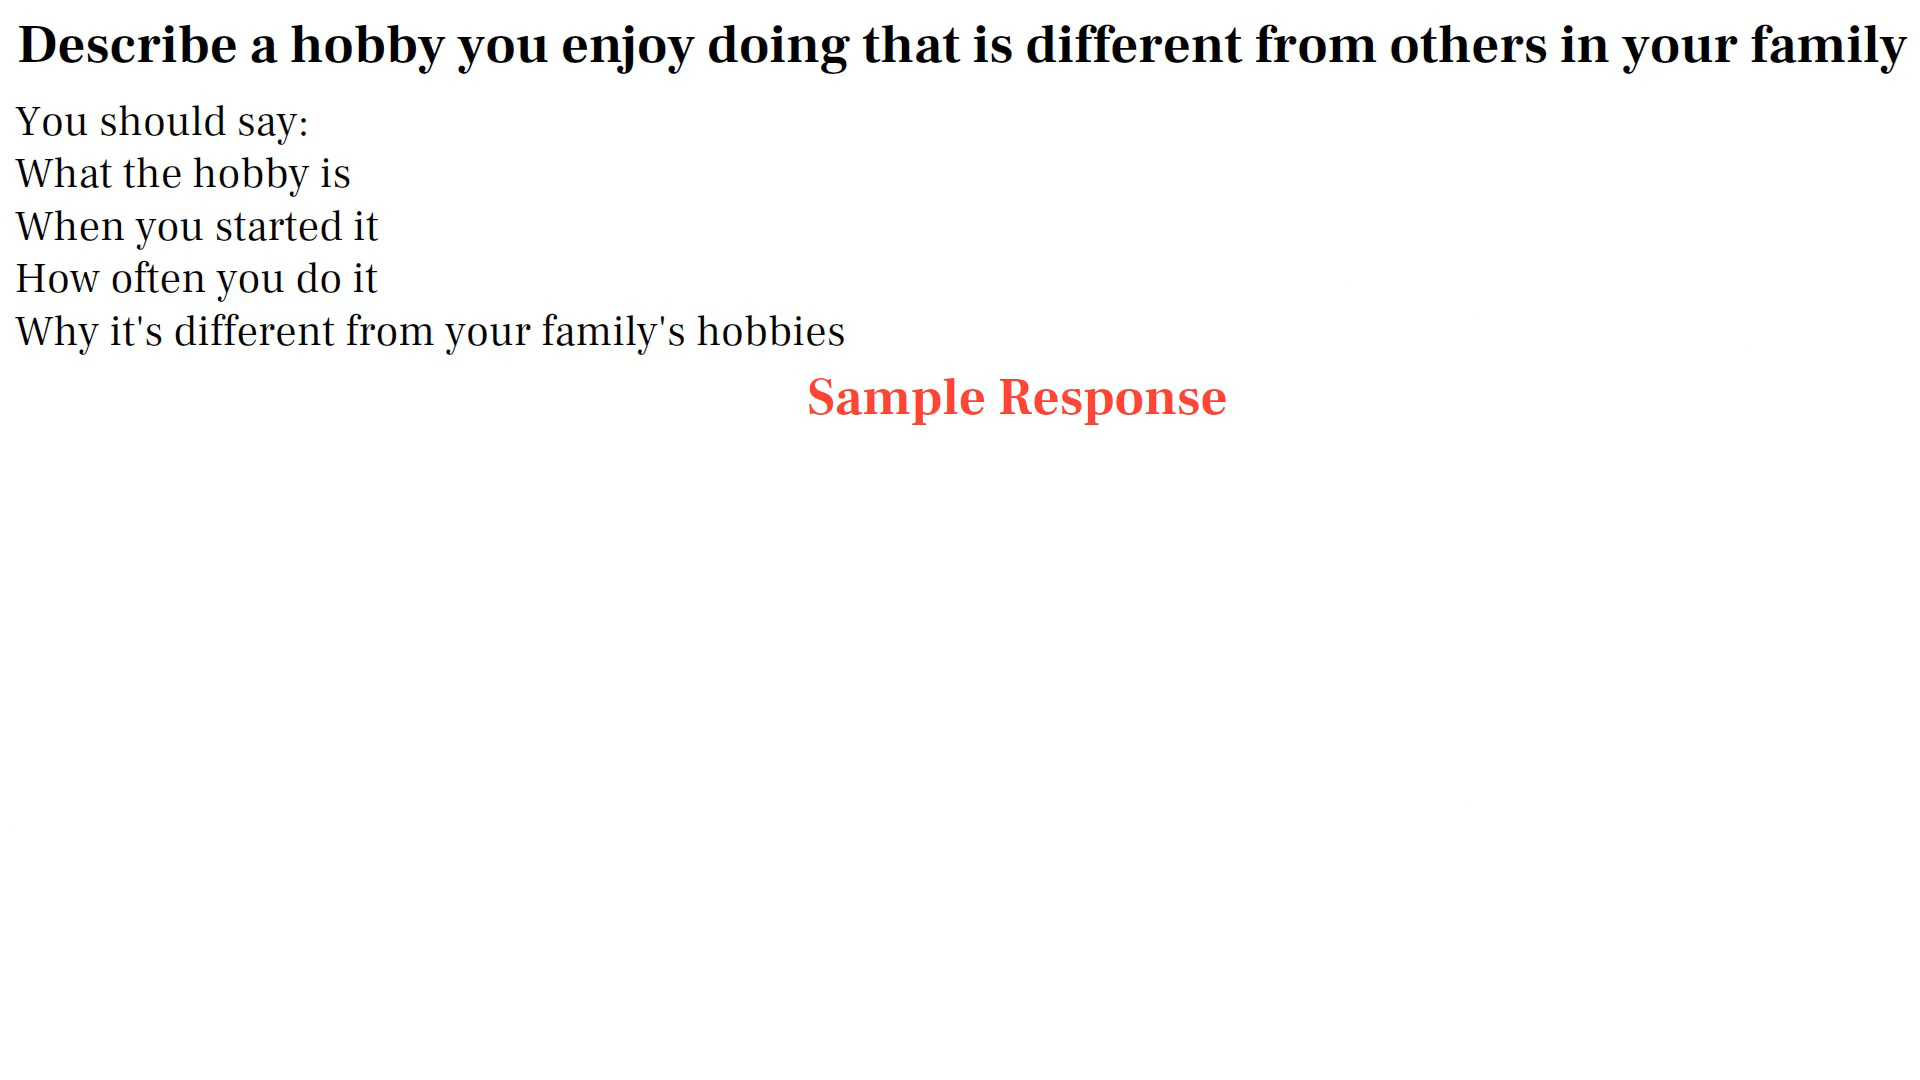 Describe a hobby you enjoy doing that is different from others in your family
You should say:
What the hobby is
When you started it
How often you do it
Why it's different from your family's hobbies
Sample Response